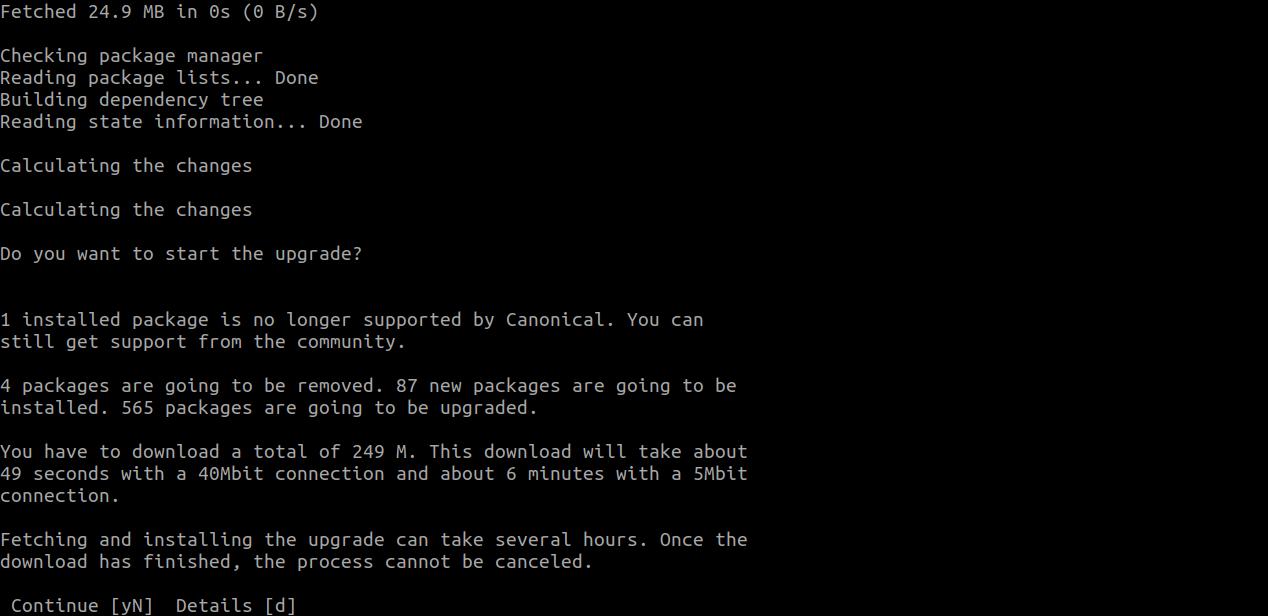 Fetched 24.9 MB in 0s (0 B/s)
Checking package manager
Reading package lists... Done
Building dependency tree
Reading state information... Done
Calculating the changes
Calculating the changes
Do you want to start the upgrade?
1 installed package is no longer supported by Canonical. You can
still get support from the community.
4 packages are going to be removed. 87 new packages are going to be
installed. 565 packages are going to be upgraded.
You have to download a total of 249 M. This download will take about
49 seconds with a 40Mbit connection and about 6 minutes with a 5Mbit
connection.
Fetching and installing the upgrade can take several hours. Once the
download has finished, the process cannot be canceled.
Continue [yN]  Details [d]